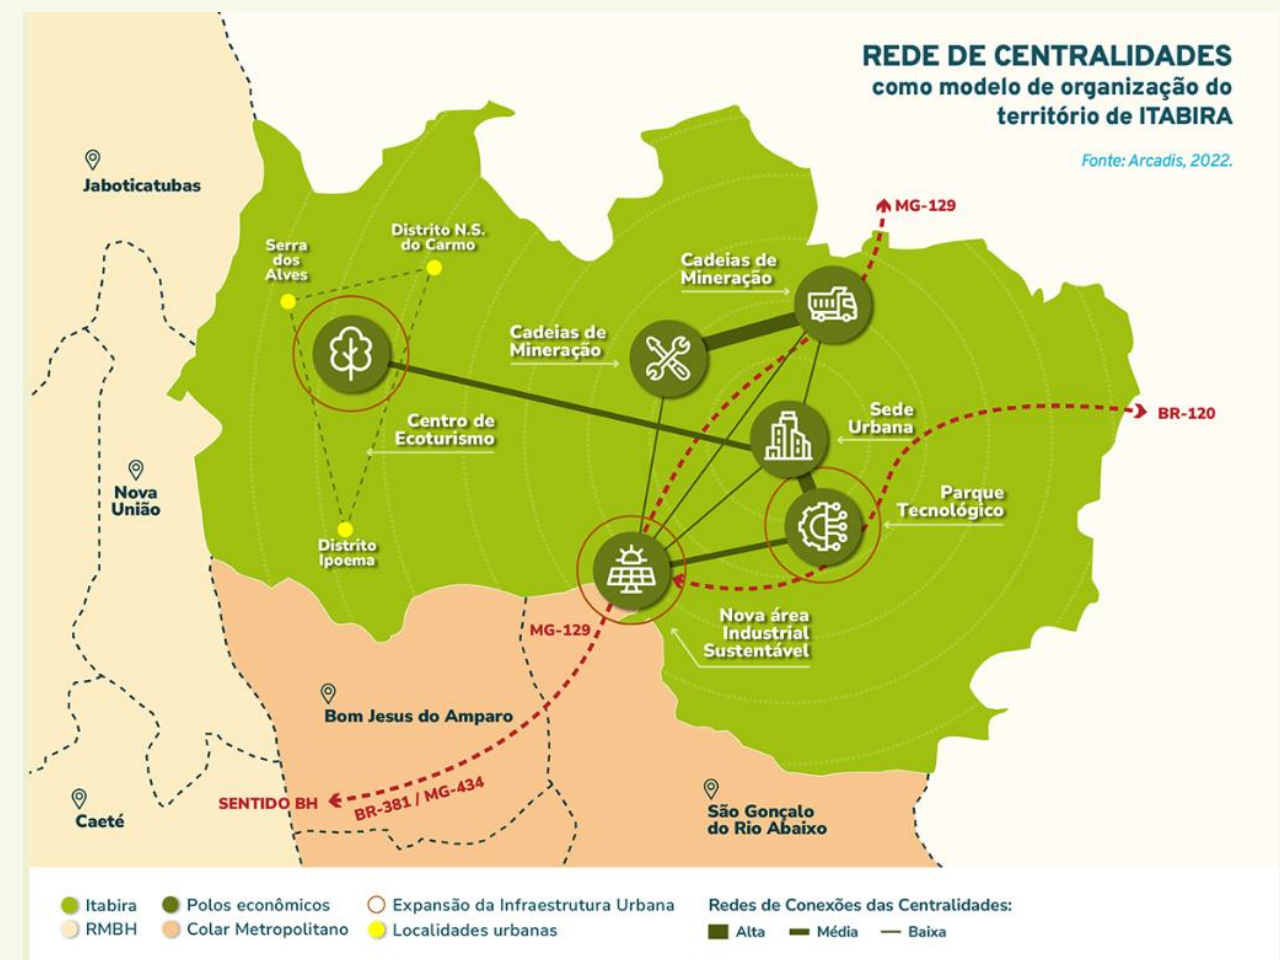 REDE DE CENTRALIDADES
como modelo de organização do
território de ITABIRA
Fonte: Arcadis, 2022.
Jaboticatubas
MG-129
Distrito N.S.
do Carmo
Serra
dos
Alves
Cadeias de
Mineração
Cadeias de
Mineração
BR-120
Sede
Urbana
Centro de
Ecoturismo
Nova
União
Parque
Tecnológico
Distrito
Ipoema
Nova área
Industrial
Sustentável
MG-129
Bom Jesus do Amparo
SENTIDO BH
BR-381 / MG-434
Caeté
São Gonçalo
do Rio Abaixo
Itabira
Polos econômicos
Expansão da Infraestrutura Urbana
RMBH
Colar Metropolitano
Localidades urbanas
Redes de Conexões das Centralidades:
Alta
Média
Baixa